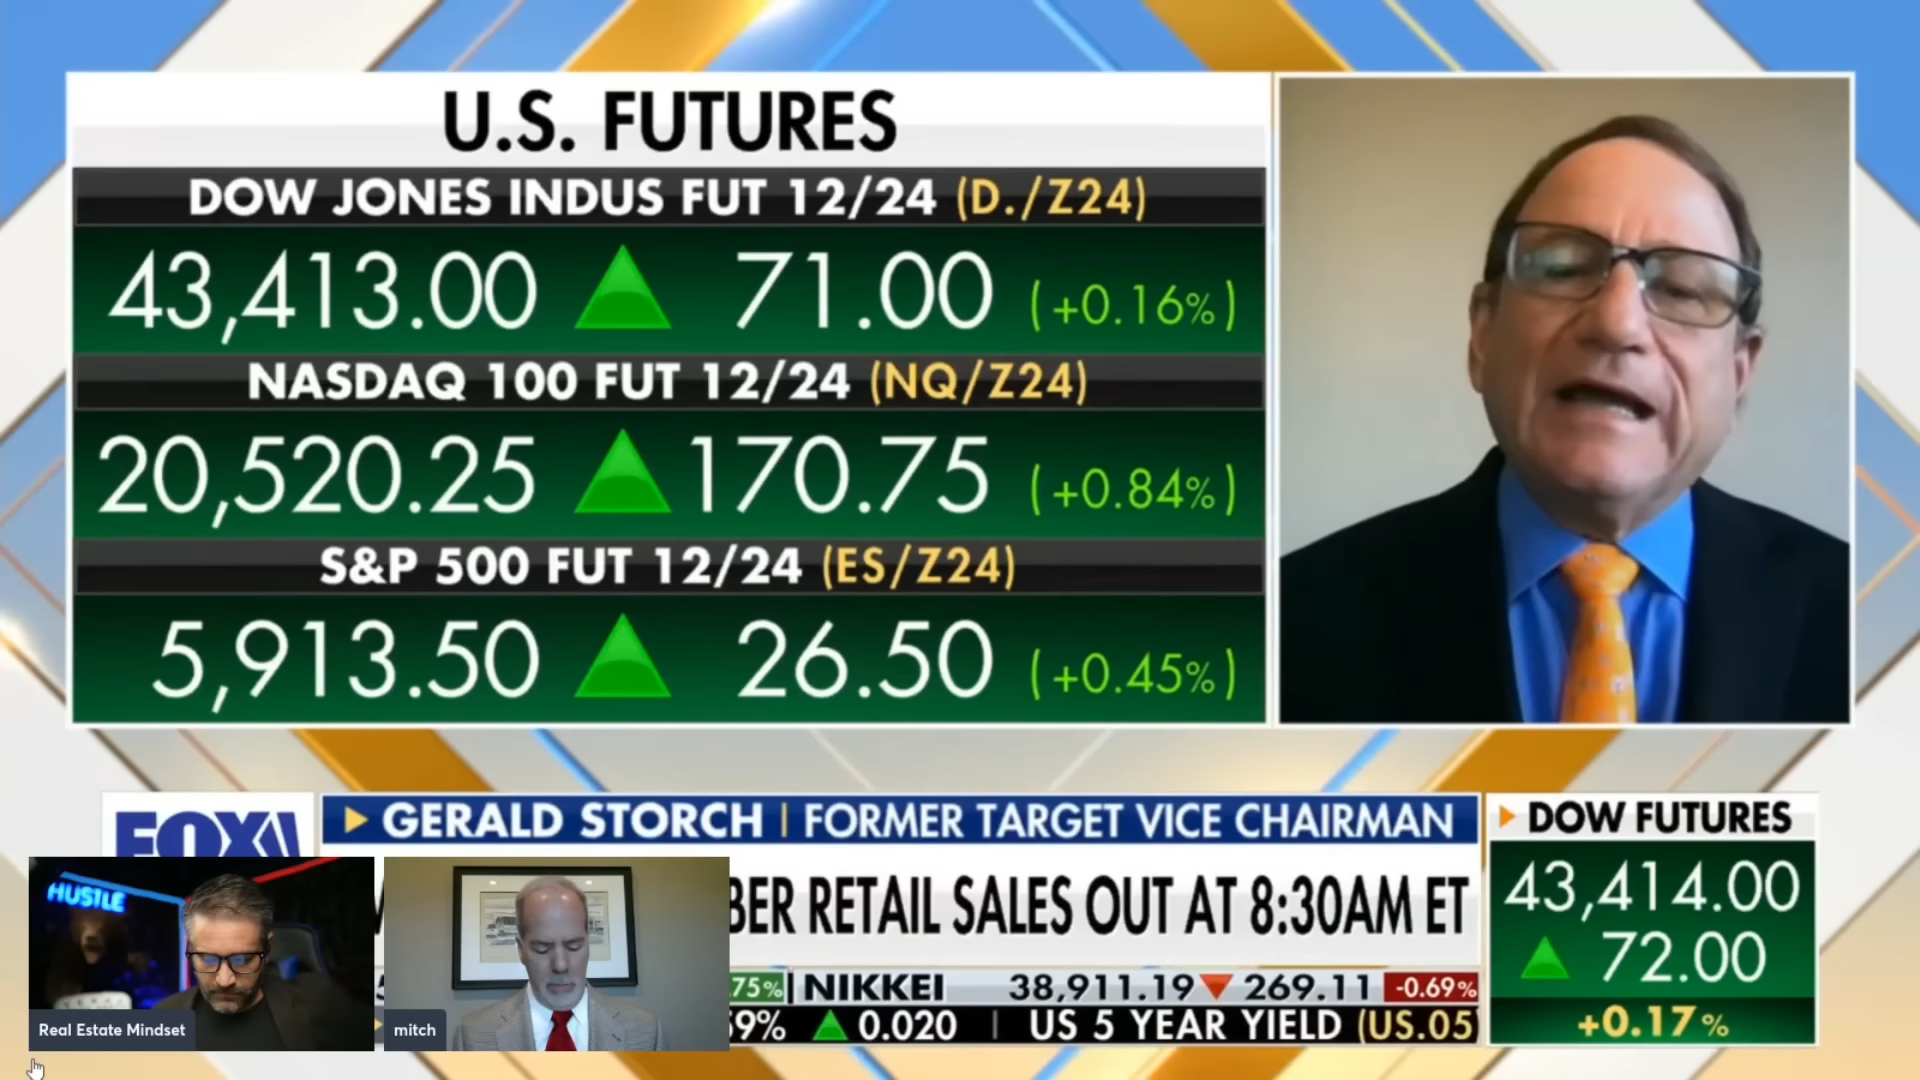 U.S. FUTURES
DOW JONES INDUS FUT 12/24 (D./Z24)
43,413.00 ▲ 71.00 (+0.16%)
NASDAQ 100 FUT 12/24 (NQ/Z24)
20,520.25 ▲ 170.75 (+0.84%)
S&P 500 FUT 12/24 (ES/Z24)
5,913.50 ▲ 26.50 (+0.45%)
FOX
GERALD STORCH | FORMER TARGET VICE CHAIRMAN
BER RETAIL SALES OUT AT 8:30AM ET
.75% NIKKEI 38,911.19 ▼ 269.11 -0.69%
9% ▲ 0.020 | US 5 YEAR YIELD (US.05
DOW FUTURES
43,414.00
▲ 72.00
+0.17%
HUSTLE
Real Estate Mindset
mitch